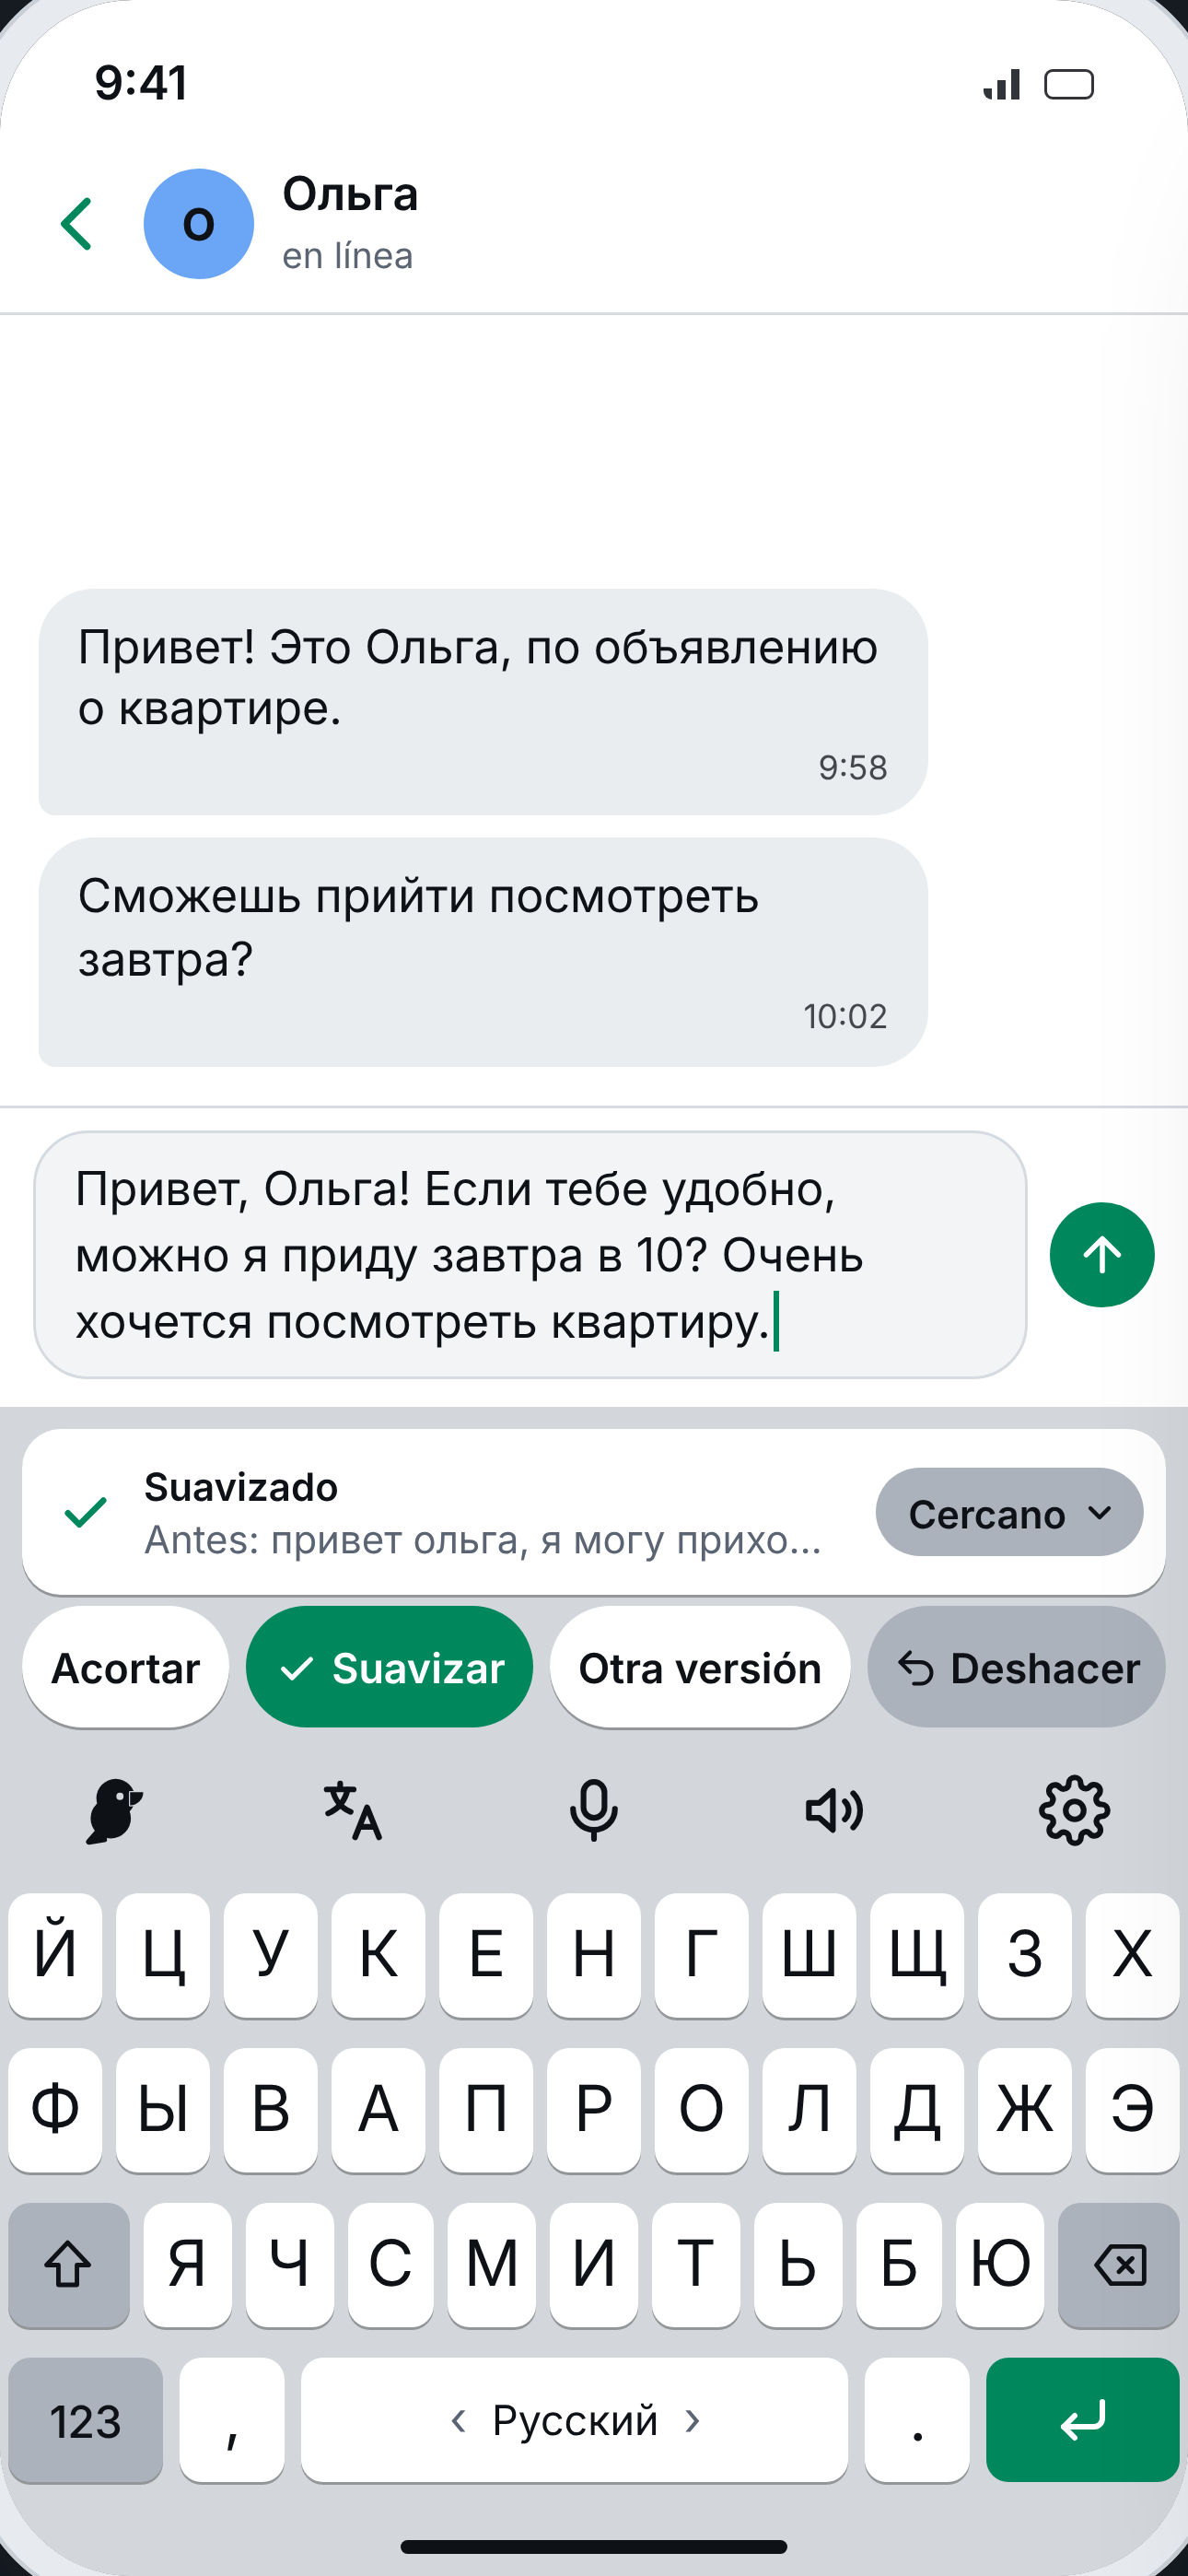 9:41
О
Ольга
en línea
Привет! Это Ольга, по объявлению
о квартире.
9:58
Сможешь прийти посмотреть
завтра?
10:02
Привет, Ольга! Если тебе удобно,
можно я приду завтра в 10? Очень
хочется посмотреть квартиру.
Suavizado
Antes: привет ольга, я могу прихо...
Cercano
Acortar
Suavizar
Otra versión
Deshacer
Й Ц У К Е Н Г Ш Щ З Х
Ф Ы В А П Р О Л Д Ж Э
Я Ч С М И Т Ь Б Ю
123 , ‹ Русский › .